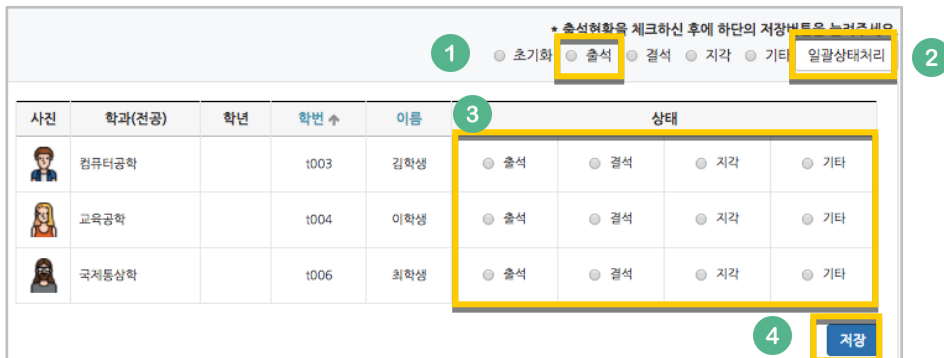 * 출석현황을 체크하신 후에 하단의 저장버튼을 눌러주세요.
1 초기화 출석 결석 지각 기타 일괄상태처리 2
사진 학과(전공) 학년 학번 이름 3 상태
컴퓨터공학 t003 김학생 출석 결석 지각 기타
교육공학 t004 이학생 출석 결석 지각 기타
국제통상학 t006 최학생 출석 결석 지각 기타
4 저장